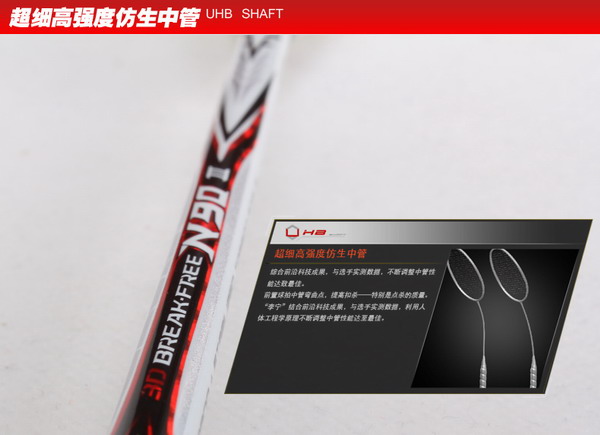 超细高强度仿生中管 UHB SHAFT
N90 II
3D BREAK-FREE
HB
超细高强度仿生中管
综合前沿科技成果，与选手实测数据，不断调整中管性
能达致最佳。
前置球拍中管弯曲点，提高扣杀——特别是点杀的质量。
“李宁”结合前沿科技成果，与选手实测数据，利用人
体工程学原理不断调整中管性能达至最佳。